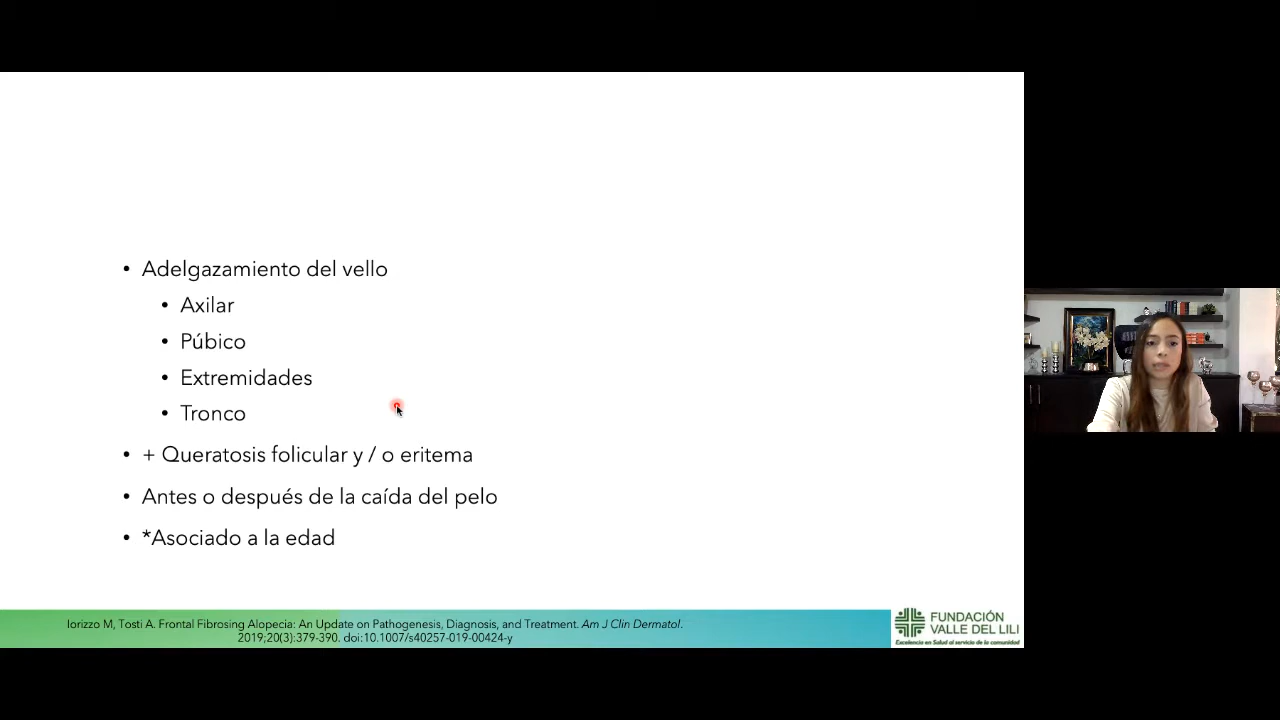 • Adelgazamiento del vello
• Axilar
• Púbico
• Extremidades
• Tronco
• + Queratosis folicular y / o eritema
• Antes o después de la caída del pelo
• *Asociado a la edad
Iorizzo M, Tosti A. Frontal Fibrosing Alopecia: An Update on Pathogenesis, Diagnosis, and Treatment. Am J Clin Dermatol.
2019;20(3):379-390. doi:10.1007/s40257-019-00424-y
FUNDACIÓN
VALLE DEL LILI
Excelencia en Salud al servicio de la comunidad